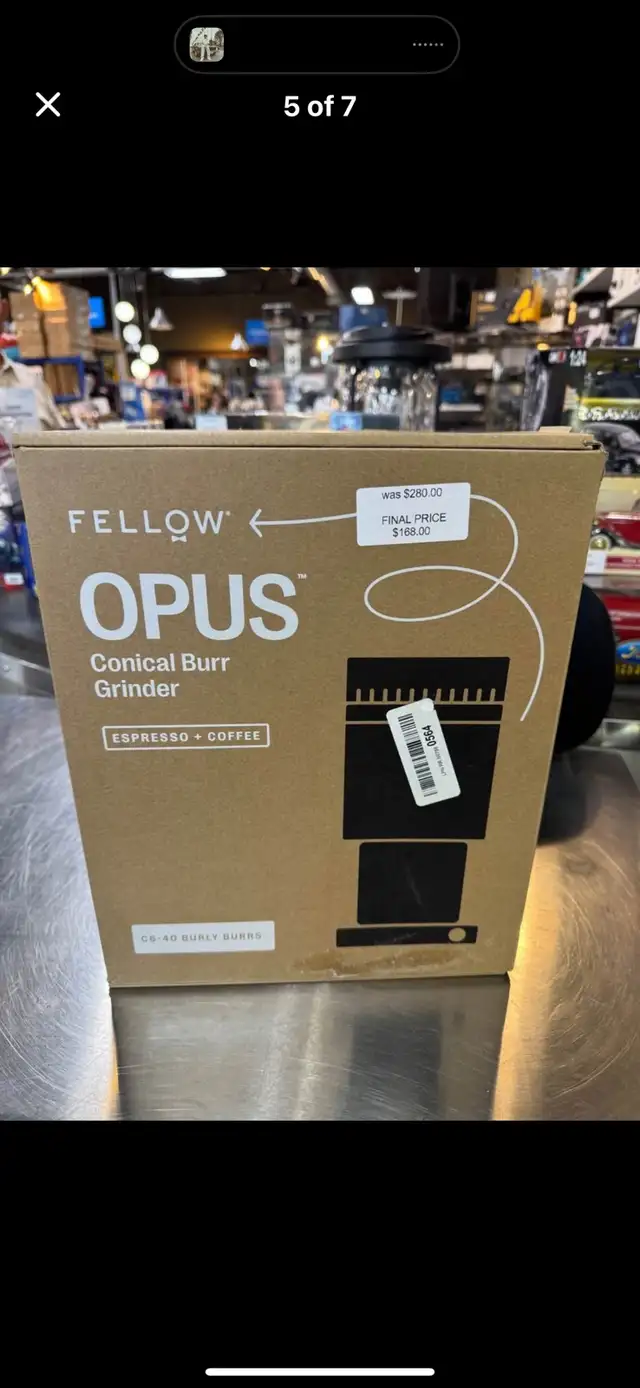 5 of 7
was $280.00
FINAL PRICE
$168.00
FELLOW
OPUS™
Conical Burr
Grinder
ESPRESSO + COFFEE
0564
C6-40 BURLY BURRS